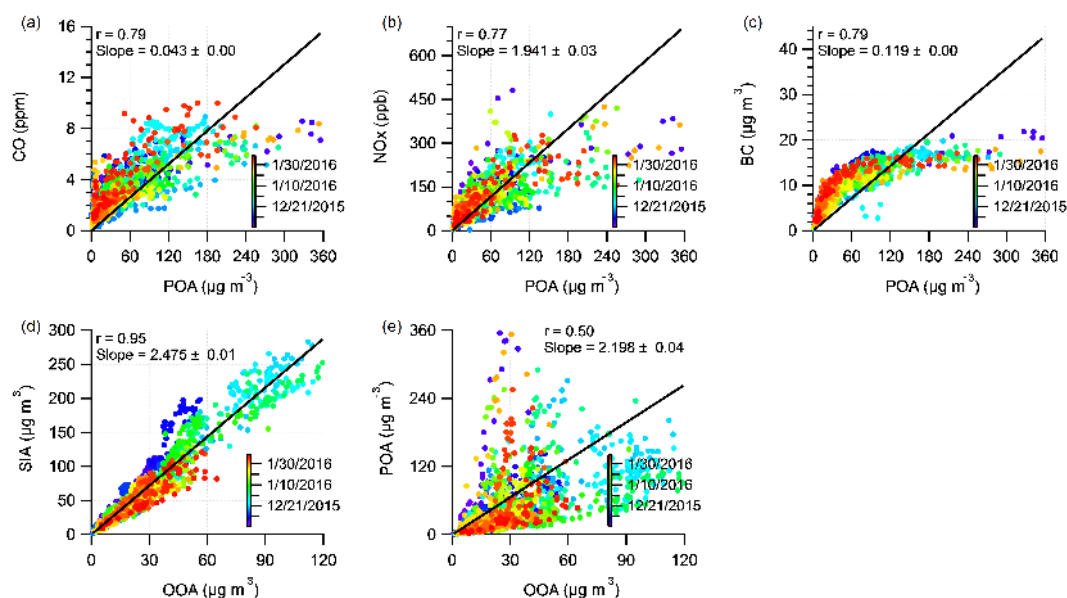 (a)
r = 0.79
Slope = 0.043 ± 0.00
16
12
8
4
0
CO (ppm)
1/30/2016
1/10/2016
12/21/2015
0 60 120 180 240 300 360
POA (µg m⁻³)
(b)
r = 0.77
Slope = 1.941 ± 0.03
600
450
300
150
0
NOx (ppb)
1/30/2016
1/10/2016
12/21/2015
0 60 120 180 240 300 360
POA (µg m⁻³)
(c)
r = 0.79
Slope = 0.119 ± 0.00
40
30
20
10
0
BC (µg m⁻³)
1/30/2016
1/10/2016
12/21/2015
0 60 120 180 240 300 360
POA (µg m⁻³)
(d)
r = 0.95
Slope = 2.475 ± 0.01
300
250
200
150
100
50
0
SIA (µg m⁻³)
1/30/2016
1/10/2016
12/21/2015
0 30 60 90 120
OOA (µg m⁻³)
(e)
r = 0.50
Slope = 2.198 ± 0.04
360
240
120
0
POA (µg m⁻³)
1/30/2016
1/10/2016
12/21/2015
0 30 60 90 120
OOA (µg m⁻³)